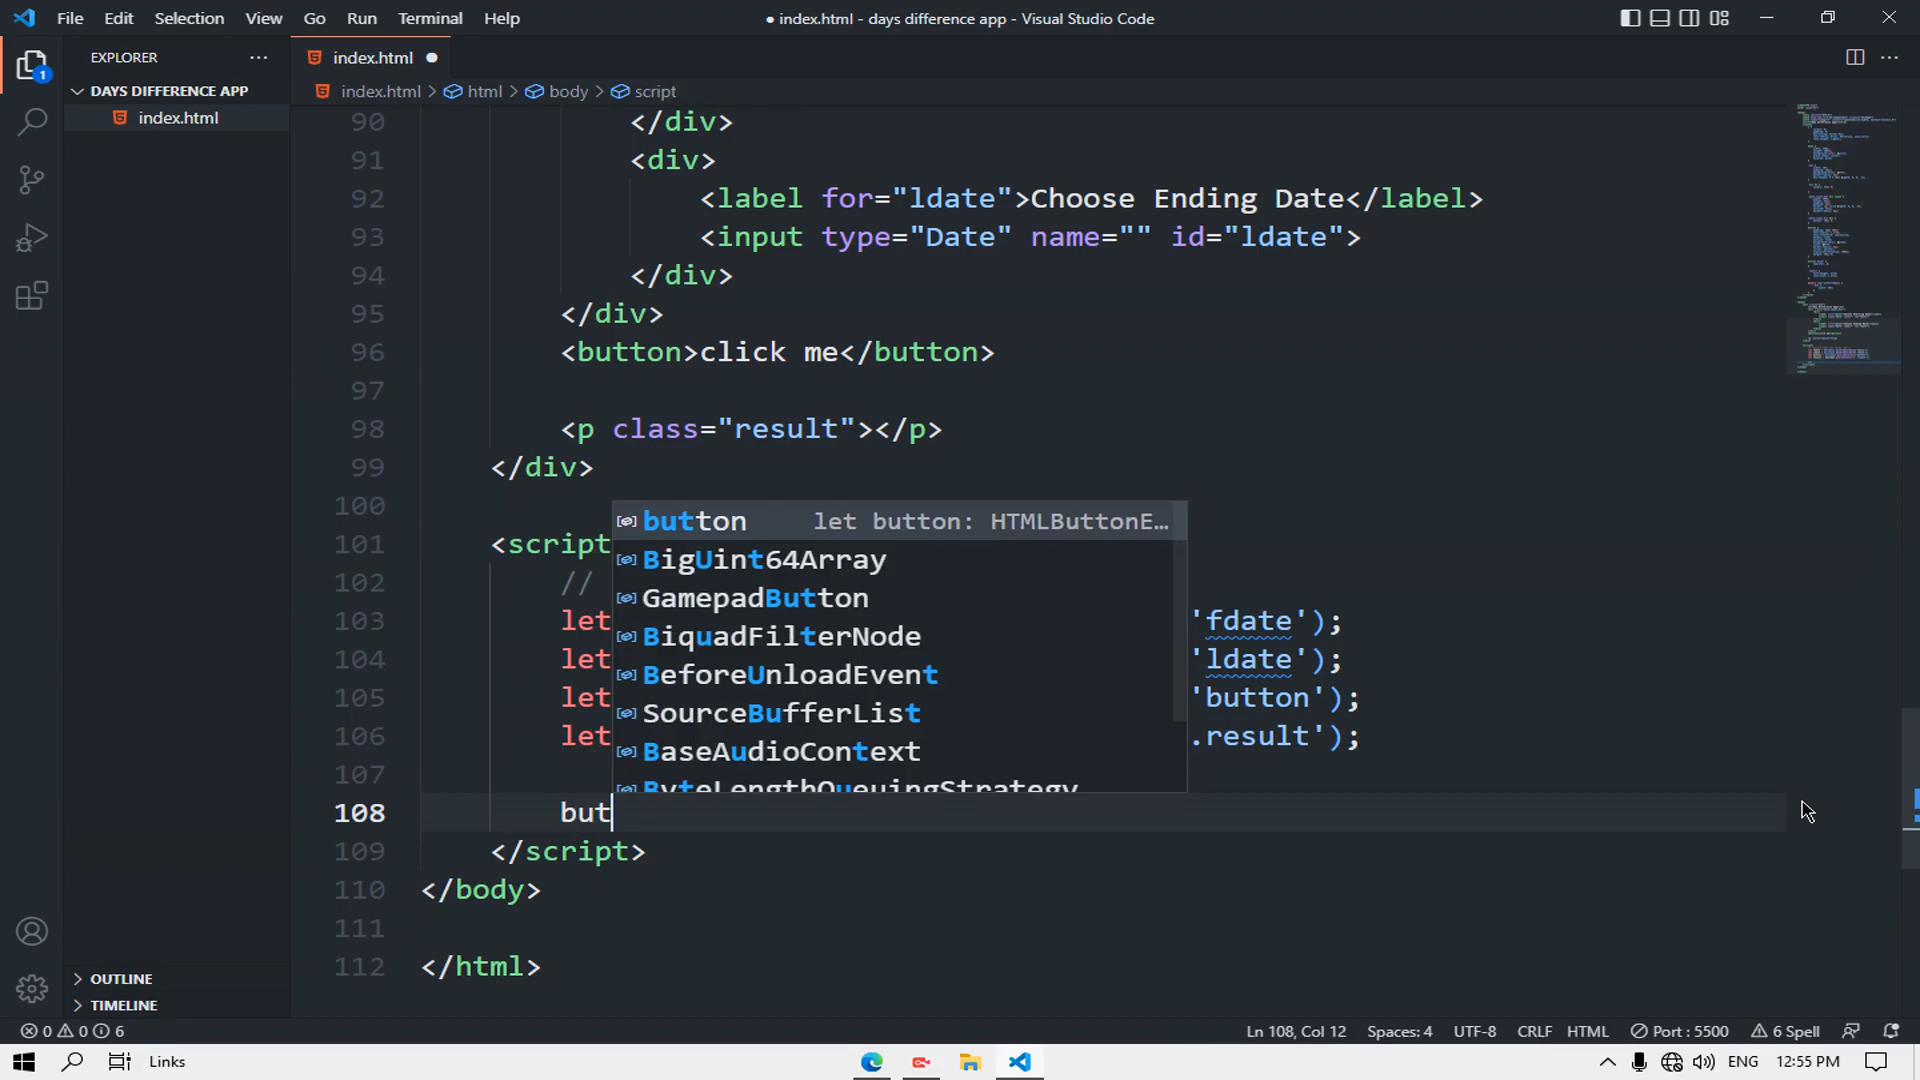 File Edit Selection View Go Run Terminal Help
● index.html - days difference app - Visual Studio Code
EXPLORER
index.html
1
DAYS DIFFERENCE APP
index.html
index.html > html > body > script
90 </div>
91 <div>
92 <label for="ldate">Choose Ending Date</label>
93 <input type="Date" name="" id="ldate">
94 </div>
95 </div>
96 <button>click me</button>
97
98 <p class="result"></p>
99 </div>
100
button let button: HTMLButtonE…
101 <script
BigUint64Array
102 //
GamepadButton
103 let 'fdate');
BiquadFilterNode
104 let 'ldate');
BeforeUnloadEvent
105 let 'button');
SourceBufferList
106 let .result');
BaseAudioContext
107
ByteLengthQueuingStrategy
108 but
109 </script>
110 </body>
111
112 </html>
OUTLINE
TIMELINE
0 0 6
Ln 108, Col 12 Spaces: 4 UTF-8 CRLF HTML Port : 5500 6 Spell
Links
ENG 12:55 PM